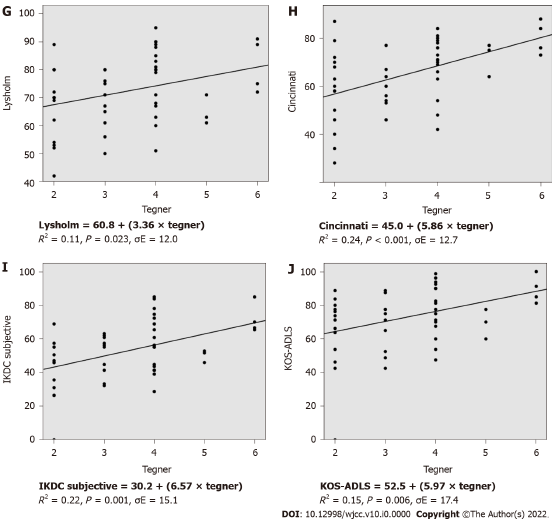 G
100
90
80
70
60
50
40
Lysholm
2 3 4 5 6
Tegner
Lysholm = 60.8 + (3.36 × tegner)
R² = 0.11, P = 0.023, σE = 12.0
H
80
60
40
20
Cincinnati
2 3 4 5 6
Tegner
Cincinnati = 45.0 + (5.86 × tegner)
R² = 0.24, P < 0.001, σE = 12.7
I
100
80
60
40
20
0
IKDC subjective
2 3 4 5 6
Tegner
IKDC subjective = 30.2 + (6.57 × tegner)
R² = 0.22, P = 0.001, σE = 15.1
J
100
80
60
40
20
0
KOS-ADLS
2 3 4 5 6
Tegner
KOS-ADLS = 52.5 + (5.97 × tegner)
R² = 0.15, P = 0.006, σE = 17.4
DOI: 10.12998/wjcc.v10.i0.0000 Copyright ©The Author(s) 2022.